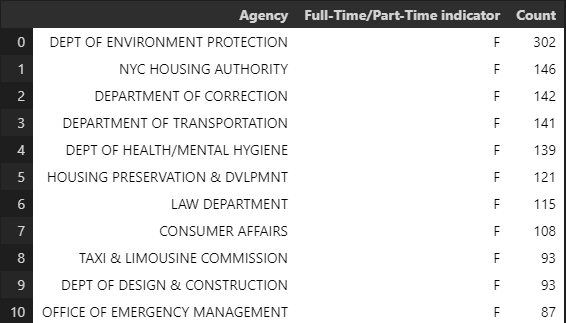 Agency Full-Time/Part-Time indicator Count
0 DEPT OF ENVIRONMENT PROTECTION F 302
1 NYC HOUSING AUTHORITY F 146
2 DEPARTMENT OF CORRECTION F 142
3 DEPARTMENT OF TRANSPORTATION F 141
4 DEPT OF HEALTH/MENTAL HYGIENE F 139
5 HOUSING PRESERVATION & DVLPMNT F 121
6 LAW DEPARTMENT F 115
7 CONSUMER AFFAIRS F 108
8 TAXI & LIMOUSINE COMMISSION F 93
9 DEPT OF DESIGN & CONSTRUCTION F 93
10 OFFICE OF EMERGENCY MANAGEMENT F 87